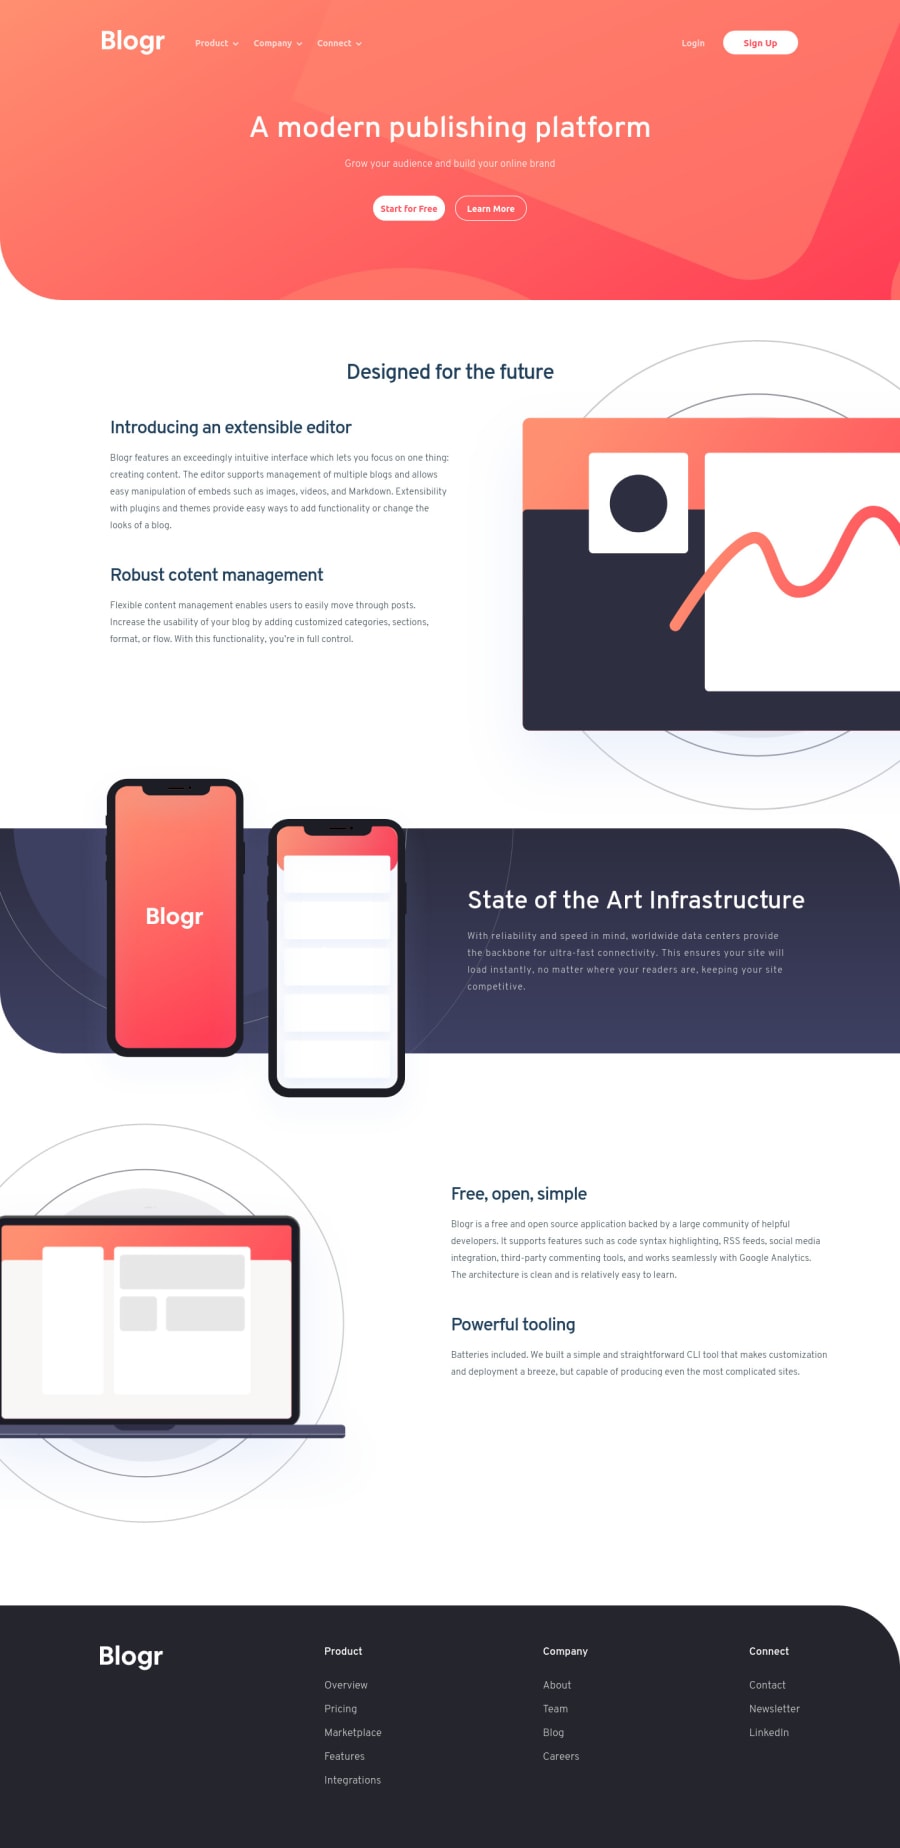 Blogr
Product
Company
Connect
Login
Sign Up
A modern publishing platform
Grow your audience and build your online brand
Start for Free
Learn More
Designed for the future
Introducing an extensible editor
Blogr features an exceedingly intuitive interface which lets you focus on one thing:
creating content. The editor supports management of multiple blogs and allows
easy manipulation of embeds such as images, videos, and Markdown. Extensibility
with plugins and themes provide easy ways to add functionality or change the
looks of a blog.
Robust cotent management
Flexible content management enables users to easily move through posts.
Increase the usability of your blog by adding customized categories, sections,
format, or flow. With this functionality, you're in full control.
Blogr
State of the Art Infrastructure
With reliability and speed in mind, worldwide data centers provide
the backbone for ultra-fast connectivity. This ensures your site will
load instantly, no matter where your readers are, keeping your site
competitive.
Free, open, simple
Blogr is a free and open source application backed by a large community of helpful
developers. It supports features such as code syntax highlighting, RSS feeds, social media
integration, third-party commenting tools, and works seamlessly with Google Analytics.
The architecture is clean and is relatively easy to learn.
Powerful tooling
Batteries included. We built a simple and straightforward CLI tool that makes customization
and deployment a breeze, but capable of producing even the most complicated sites.
Blogr
Product
Overview
Pricing
Marketplace
Features
Integrations
Company
About
Team
Blog
Careers
Connect
Contact
Newsletter
LinkedIn